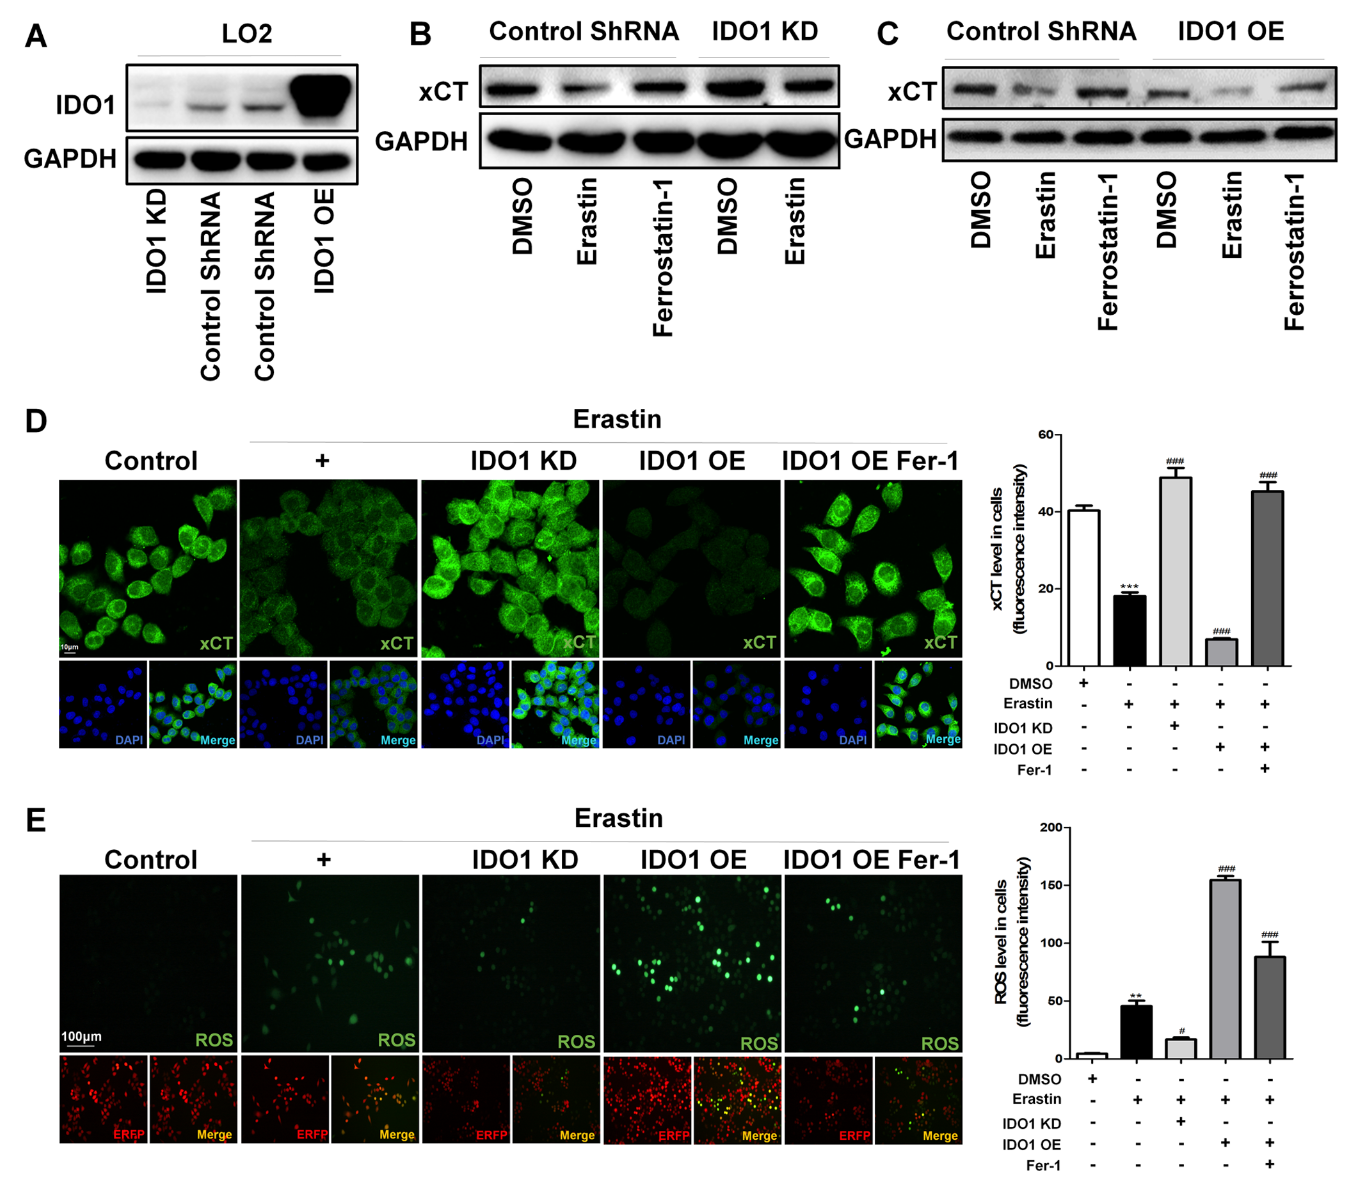 A
LO2
IDO1
GAPDH
IDO1 KD
Control ShRNA
Control ShRNA
IDO1 OE
B
Control ShRNA IDO1 KD
xCT
GAPDH
DMSO
Erastin
Ferrostatin-1
DMSO
Erastin
C
Control ShRNA IDO1 OE
xCT
GAPDH
DMSO
Erastin
Ferrostatin-1
DMSO
Erastin
Ferrostatin-1
D
Erastin
Control + IDO1 KD IDO1 OE IDO1 OE Fer-1
xCT xCT xCT xCT xCT
10μm
DAPI Merge DAPI Merge DAPI Merge DAPI Merge DAPI Merge
xCT level in cells
(fluorescence intensity)
60
40
20
0
*** ### ### ###
DMSO + - - - -
Erastin - + + + +
IDO1 KD - - + - -
IDO1 OE - - - + +
Fer-1 - - - - +
E
Erastin
Control + IDO1 KD IDO1 OE IDO1 OE Fer-1
ROS ROS ROS ROS ROS
100μm
ERFP Merge ERFP Merge ERFP Merge ERFP Merge ERFP Merge
ROS level in cells
(fluorescence intensity)
200
150
100
50
0
** # ### ###
DMSO + - - - -
Erastin - + + + +
IDO1 KD - - + - -
IDO1 OE - - - + +
Fer-1 - - - - +